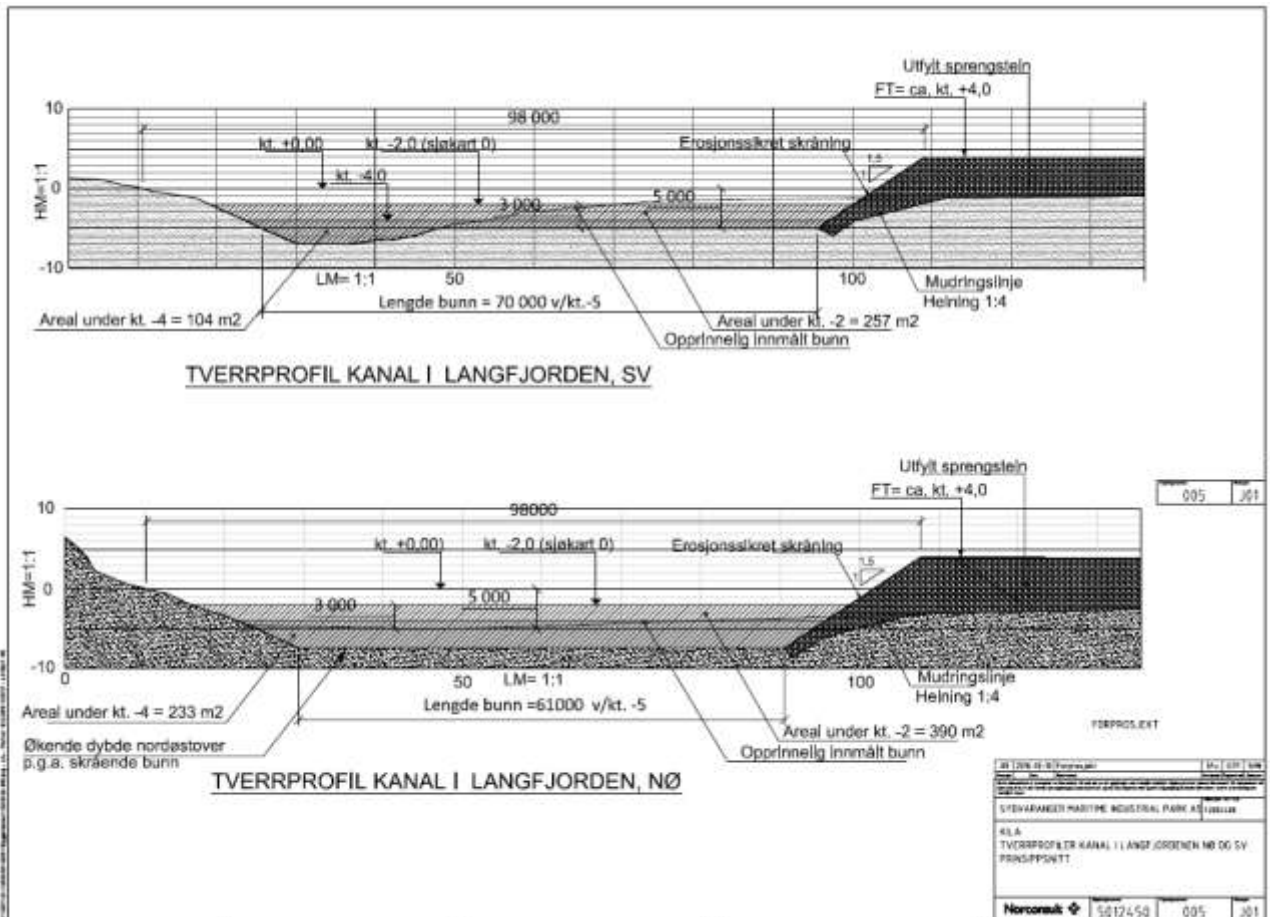 Utfylt sprengstein
FT= ca, kt. +4,0
10
98 000
kt. +0,00
kt. -2,0 (sjøkart 0)
Erosjonssikret skråning
1,5
1
kt. -4,0
HM=1:1
0
3 000
5 000
-10
LM= 1:1
50
100
Mudringslinje
Helning 1:4
Lengde bunn = 70 000 v/kt.-5
Areal under kt. -4 = 104 m2
Areal under kt. -2 = 257 m2
Opprinnelig innmålt bunn
TVERRPROFIL KANAL I LANGFJORDEN, SV
Utfylt sprengstein
FT= ca, kt, +4,0
005
J01
10
98000
kt. +0,00)
kt. -2,0 (sjøkart 0)
Erosjonssikret skråning
1,5
1
HM=1:1
0
3 000
5 000
-10
0
50
LM= 1:1
100
Mudringslinje
Helning 1:4
Lengde bunn =61000 v/kt. -5
Areal under kt. -4 = 233 m2
Areal under kt. -2 = 390 m2
Opprinnelig innmålt bunn
Økende dybde nordøstover
p.g.a. skrående bunn
TVERRPROFIL KANAL I LANGFJORDEN, NØ
FORPROSJEKT
SYDVARANGER MARITIME INDUSTRIAL PARK AS
KILA
TVERRPROFILER KANAL I LANGFJORDENEN NØ OG SV
PRINSIPPSNITT
Norconsult
5012450
005
J01